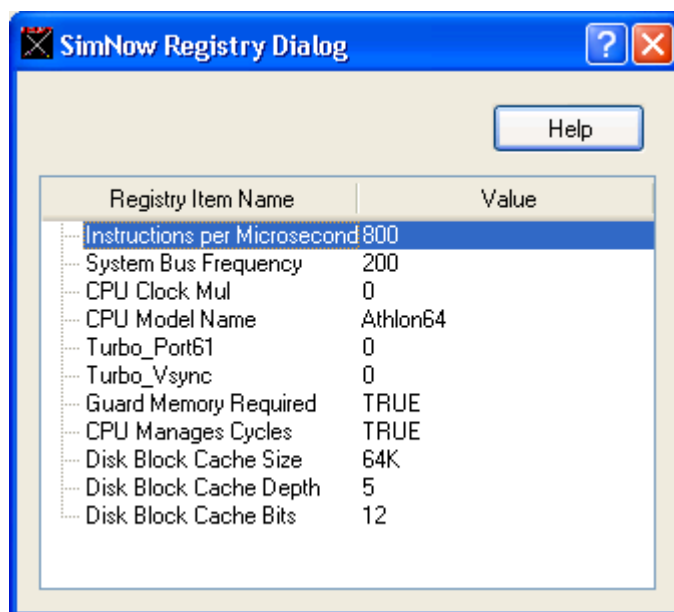 SimNow Registry Dialog
Help
Registry Item Name Value
Instructions per Microsecond 800
System Bus Frequency 200
CPU Clock Mul 0
CPU Model Name Athlon64
Turbo_Port61 0
Turbo_Vsync 0
Guard Memory Required TRUE
CPU Manages Cycles TRUE
Disk Block Cache Size 64K
Disk Block Cache Depth 5
Disk Block Cache Bits 12